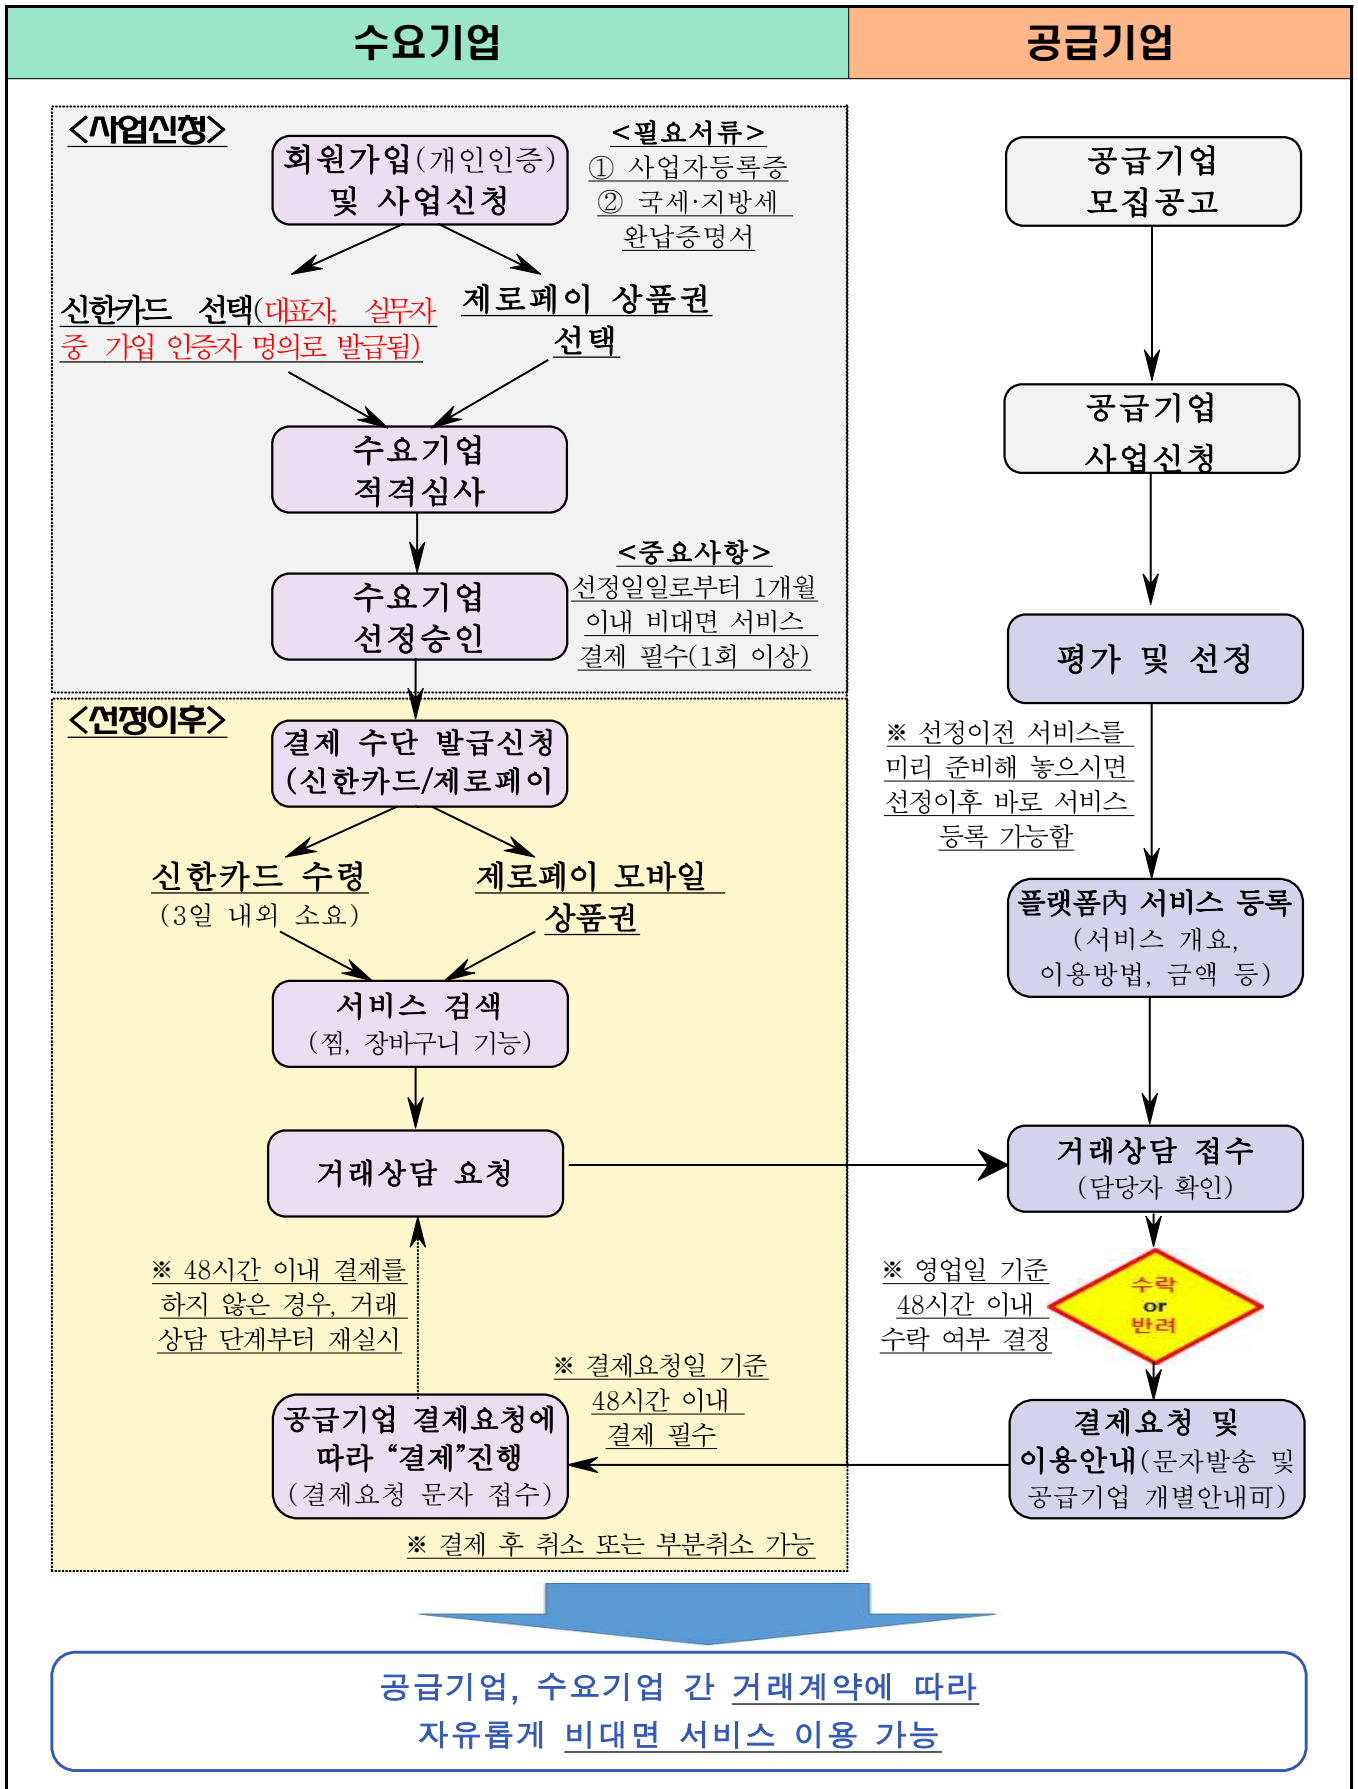 수요기업
공급기업
<사업신청>
회원가입(개인인증)
및 사업신청
<필요서류>
① 사업자등록증
② 국세·지방세
완납증명서
신한카드 선택(대표자, 실무자
중 가입 인증자 명의로 발급됨)
제로페이 상품권
선택
수요기업
적격심사
수요기업
선정승인
<중요사항>
선정일일로부터 1개월
이내 비대면 서비스
결제 필수(1회 이상)
<선정이후>
결제 수단 발급신청
(신한카드/제로페이
신한카드 수령
(3일 내외 소요)
제로페이 모바일
상품권
서비스 검색
(찜, 장바구니 기능)
거래상담 요청
※ 48시간 이내 결제를
하지 않은 경우, 거래
상담 단계부터 재실시
※ 결제요청일 기준
48시간 이내
결제 필수
공급기업 결제요청에
따라 “결제”진행
(결제요청 문자 접수)
※ 결제 후 취소 또는 부분취소 가능
공급기업
모집공고
공급기업
사업신청
평가 및 선정
※ 선정이전 서비스를
미리 준비해 놓으시면
선정이후 바로 서비스
등록 가능함
플랫폼內 서비스 등록
(서비스 개요,
이용방법, 금액 등)
거래상담 접수
(담당자 확인)
※ 영업일 기준
48시간 이내
수락 여부 결정
수락
or
반려
결제요청 및
이용안내(문자발송 및
공급기업 개별안내可)
공급기업, 수요기업 간 거래계약에 따라
자유롭게 비대면 서비스 이용 가능